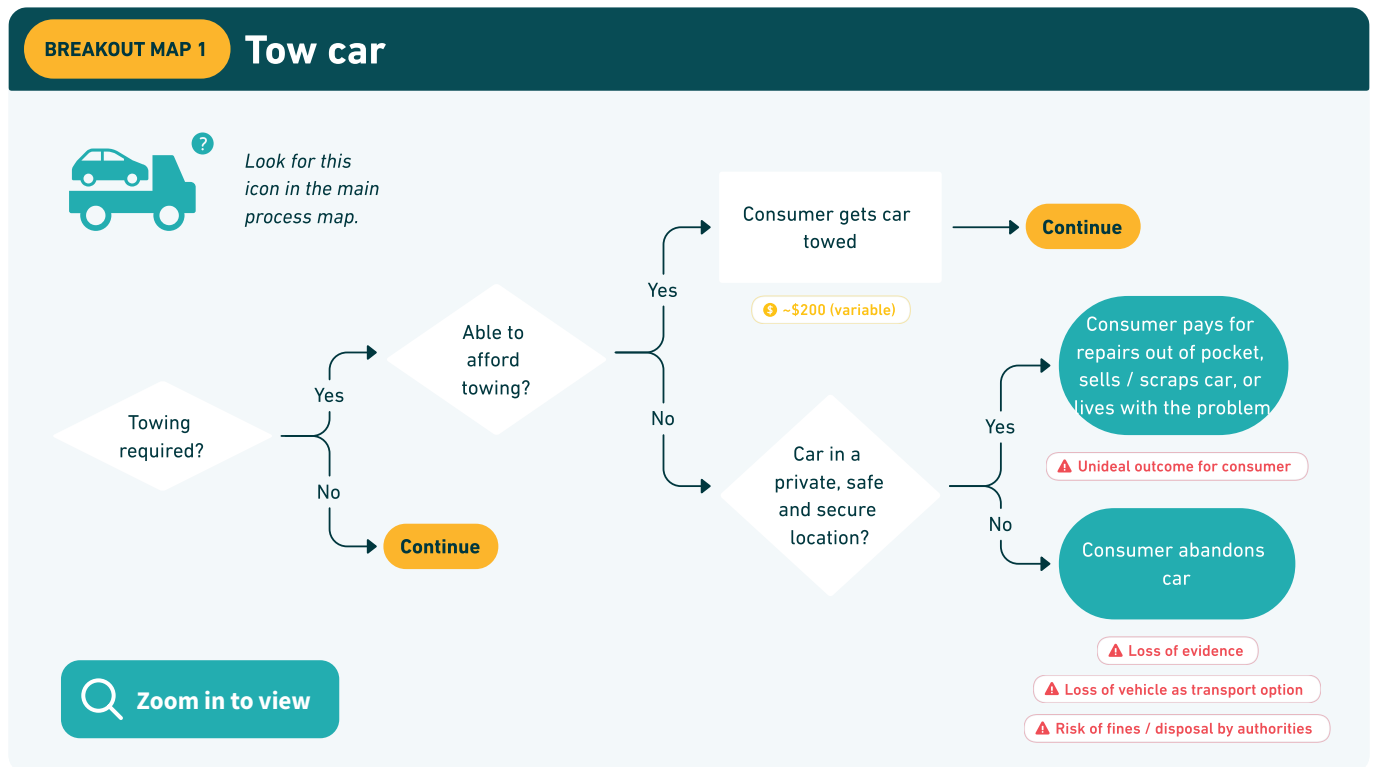 BREAKOUT MAP 1
Tow car
?
Look for this
icon in the main
process map.
Towing
required?
Yes
No
Continue
Able to
afford
towing?
Yes
No
Consumer gets car
towed
~$200 (variable)
Continue
Car in a
private, safe
and secure
location?
Yes
No
Consumer pays for
repairs out of pocket,
sells / scraps car, or
lives with the problem
Unideal outcome for consumer
Consumer abandons
car
Loss of evidence
Loss of vehicle as transport option
Risk of fines / disposal by authorities
Zoom in to view